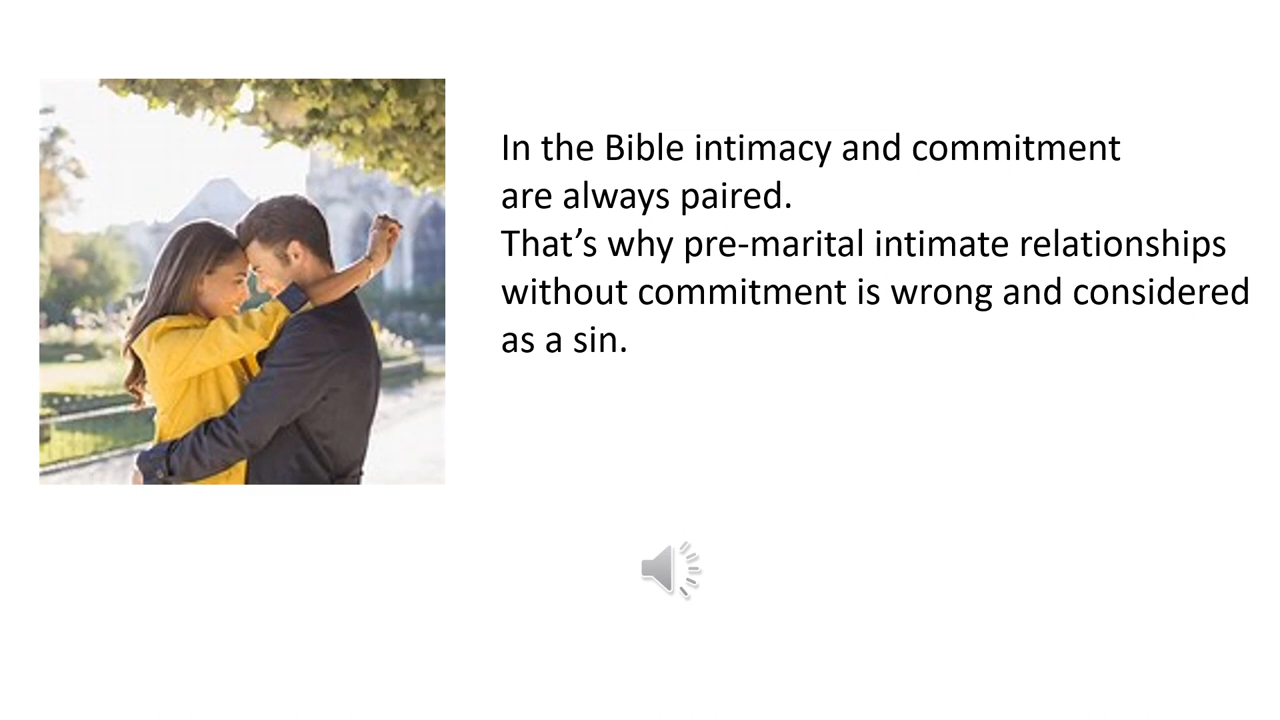 In the Bible intimacy and commitment
are always paired.
That’s why pre-marital intimate relationships
without commitment is wrong and considered
as a sin.